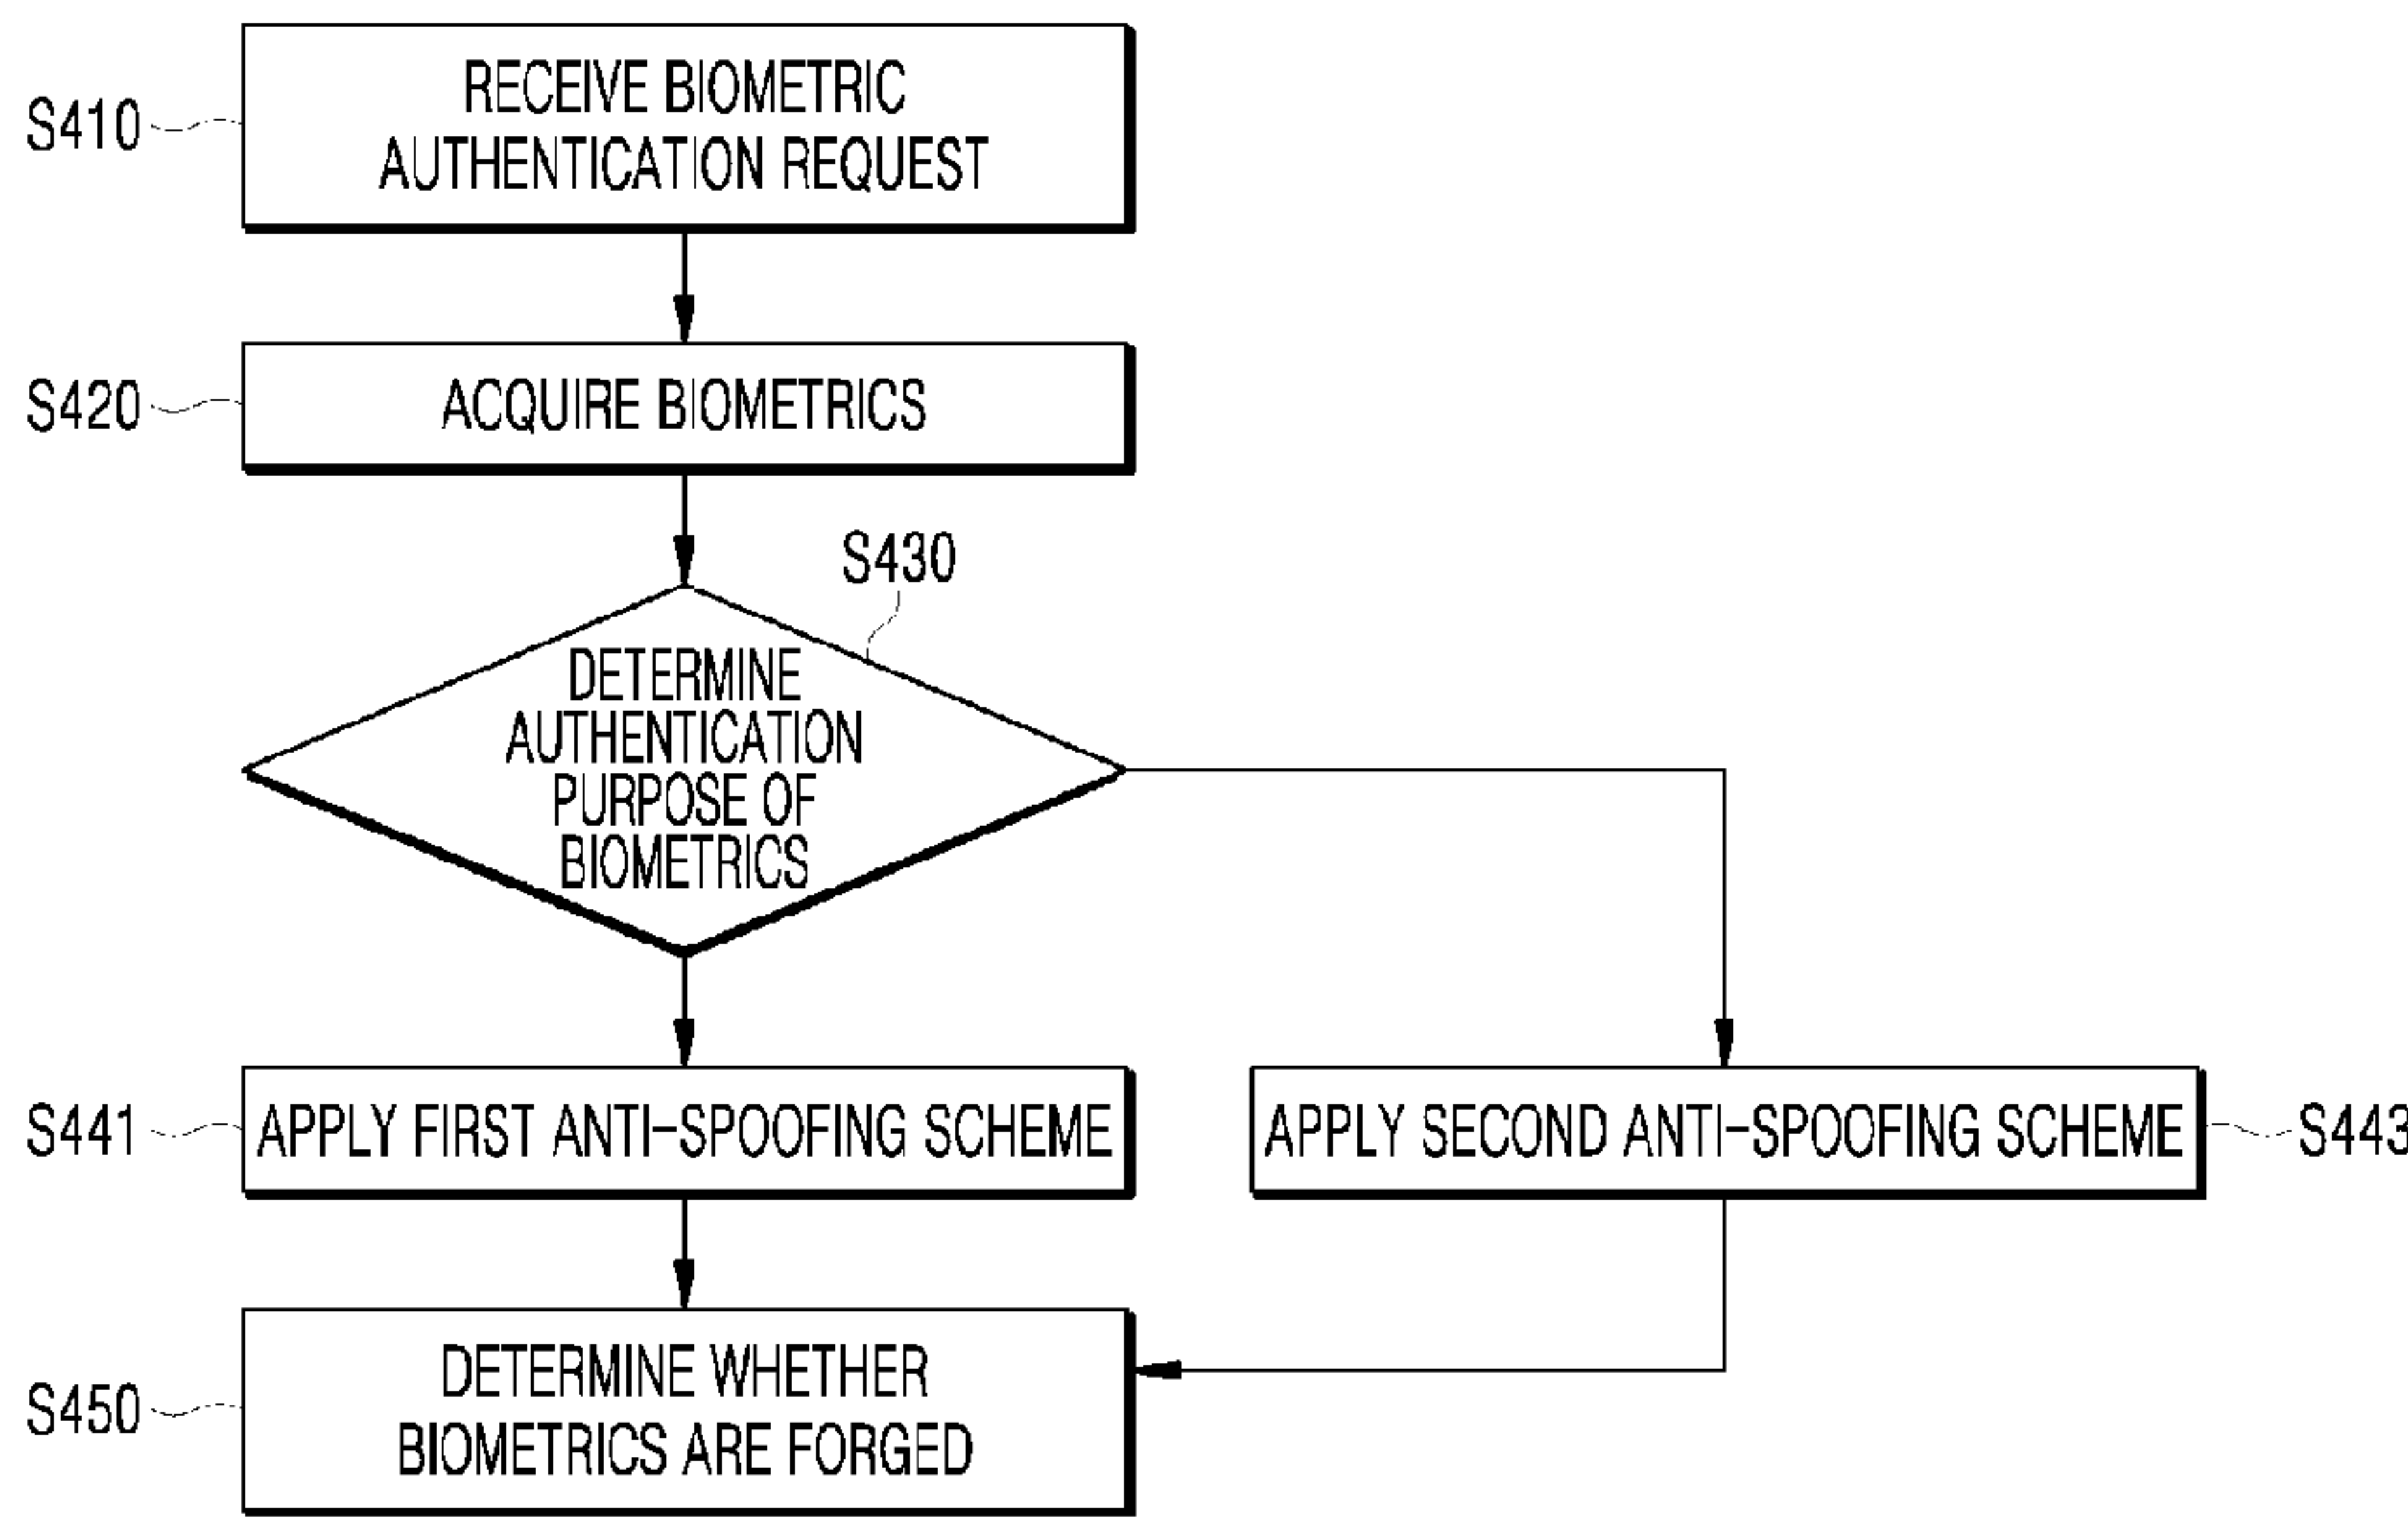 S410
RECEIVE BIOMETRIC
AUTHENTICATION REQUEST
S420
ACQUIRE BIOMETRICS
S430
DETERMINE
AUTHENTICATION
PURPOSE OF
BIOMETRICS
S441
APPLY FIRST ANTI-SPOOFING SCHEME
APPLY SECOND ANTI-SPOOFING SCHEME
S443
S450
DETERMINE WHETHER
BIOMETRICS ARE FORGED